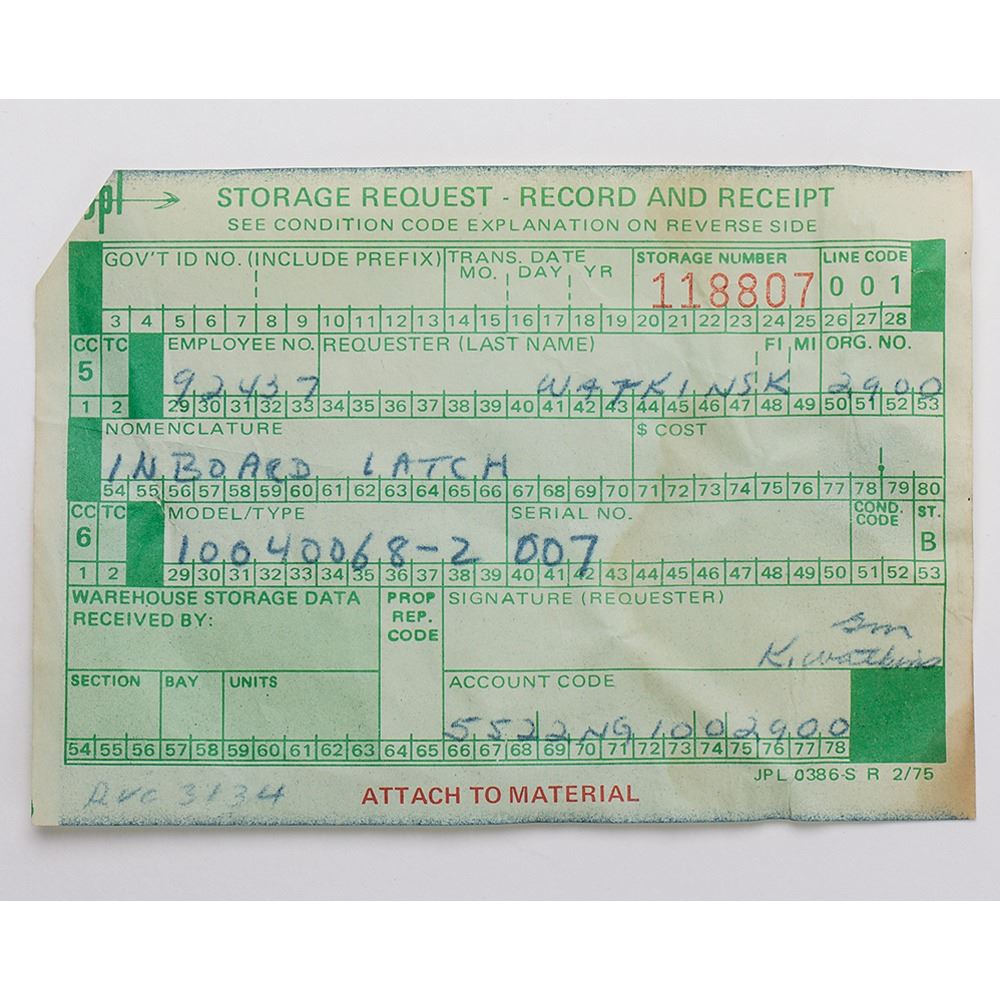 jpl
STORAGE REQUEST - RECORD AND RECEIPT
SEE CONDITION CODE EXPLANATION ON REVERSE SIDE
GOV'T ID NO. (INCLUDE PREFIX) TRANS. DATE STORAGE NUMBER LINE CODE
MO. DAY YR
118807 001
3 4 5 6 7 8 9 10 11 12 13 14 15 16 17 18 19 20 21 22 23 24 25 26 27 28
CC TC EMPLOYEE NO. REQUESTER (LAST NAME) FI MI ORG. NO.
5 92437 WATKINSK 2900
1 2 29 30 31 32 33 34 35 36 37 38 39 40 41 42 43 44 45 46 47 48 49 50 51 52 53
NOMENCLATURE $ COST
INBOARD LATCH
54 55 56 57 58 59 60 61 62 63 64 65 66 67 68 69 70 71 72 73 74 75 76 77 78 79 80
CC TC MODEL/TYPE SERIAL NO. COND. CODE ST.
6 10040068-2 007 B
1 2 29 30 31 32 33 34 35 36 37 38 39 40 41 42 43 44 45 46 47 48 49 50 51 52 53
WAREHOUSE STORAGE DATA PROP SIGNATURE (REQUESTER)
RECEIVED BY: REP.
CODE
K. Watkins
SECTION BAY UNITS ACCOUNT CODE
5522NG1002900
54 55 56 57 58 59 60 61 62 63 64 65 66 67 68 69 70 71 72 73 74 75 76 77 78
JPL 0386-S R 2/75
3134 ATTACH TO MATERIAL